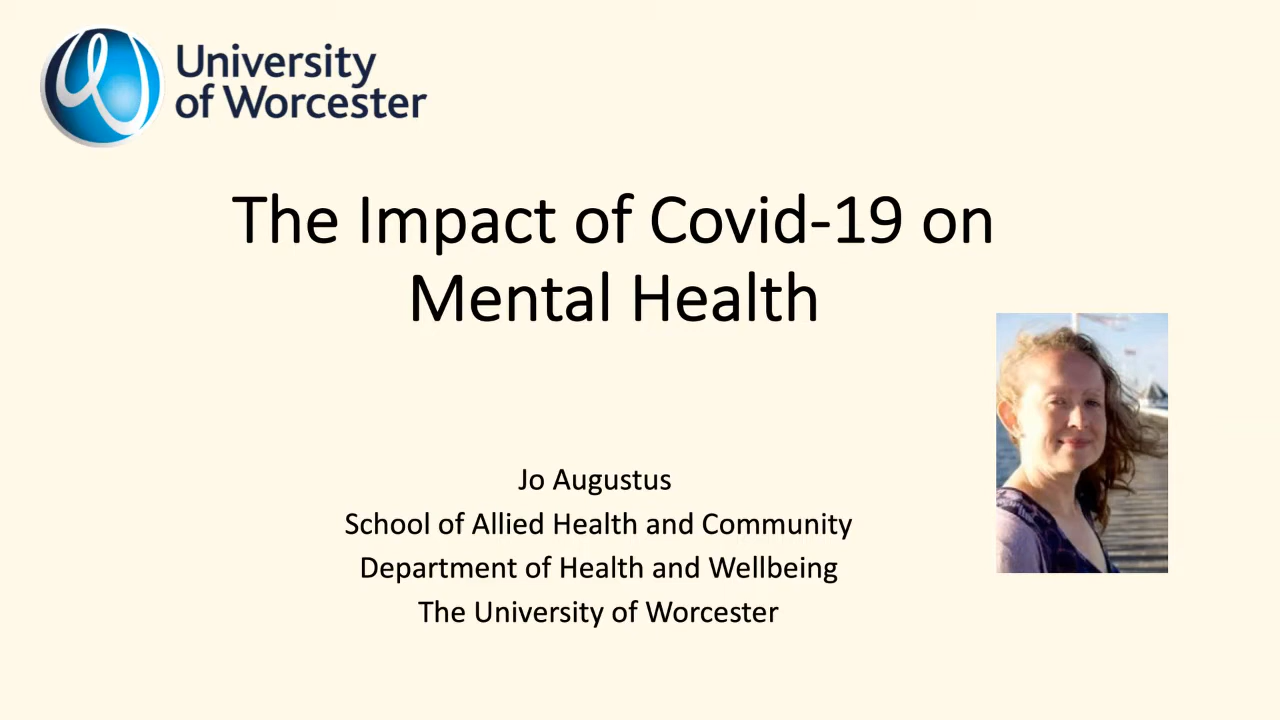 University
of Worcester
The Impact of Covid-19 on
Mental Health
Jo Augustus
School of Allied Health and Community
Department of Health and Wellbeing
The University of Worcester